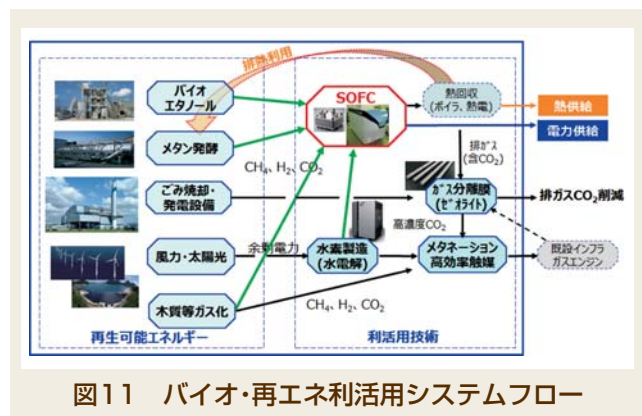 排熱利用
バイオ
エタノール
SOFC
熱回収
(ボイラ、熱電)
熱供給
電力供給
メタン発酵
CH₄、H₂、CO₂
排ガス
(含CO₂)
ごみ焼却・
発電設備
ガス分離膜
(ゼオライト)
排ガスCO₂削減
高濃度CO₂
風力・太陽光
余剰電力
水素製造
(水電解)
メタネーション
高効率触媒
既設インフラ
ガスエンジン
木質等ガス化
CH₄、H₂、CO₂
再生可能エネルギー
利活用技術
図11 バイオ・再エネ利活用システムフロー